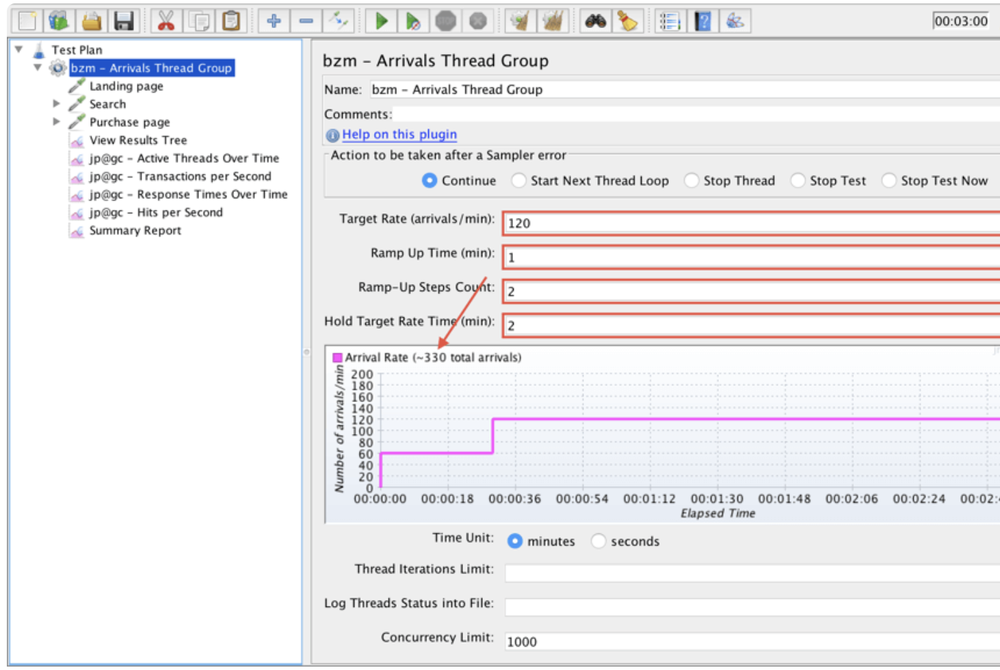 00:03:00
Test Plan
bzm - Arrivals Thread Group
Landing page
Search
Purchase page
View Results Tree
jp@gc - Active Threads Over Time
jp@gc - Transactions per Second
jp@gc - Response Times Over Time
jp@gc - Hits per Second
Summary Report
bzm - Arrivals Thread Group
Name: bzm - Arrivals Thread Group
Comments:
Help on this plugin
Action to be taken after a Sampler error
Continue Start Next Thread Loop Stop Thread Stop Test Stop Test Now
Target Rate (arrivals/min): 120
Ramp Up Time (min): 1
Ramp-Up Steps Count: 2
Hold Target Rate Time (min): 2
Arrival Rate (~330 total arrivals)
Number of arrivals/min
200
180
160
140
120
100
80
60
40
20
0
00:00:00 00:00:18 00:00:36 00:00:54 00:01:12 00:01:30 00:01:48 00:02:06 00:02:24 00:02:
Elapsed Time
Time Unit: minutes seconds
Thread Iterations Limit:
Log Threads Status into File:
Concurrency Limit: 1000